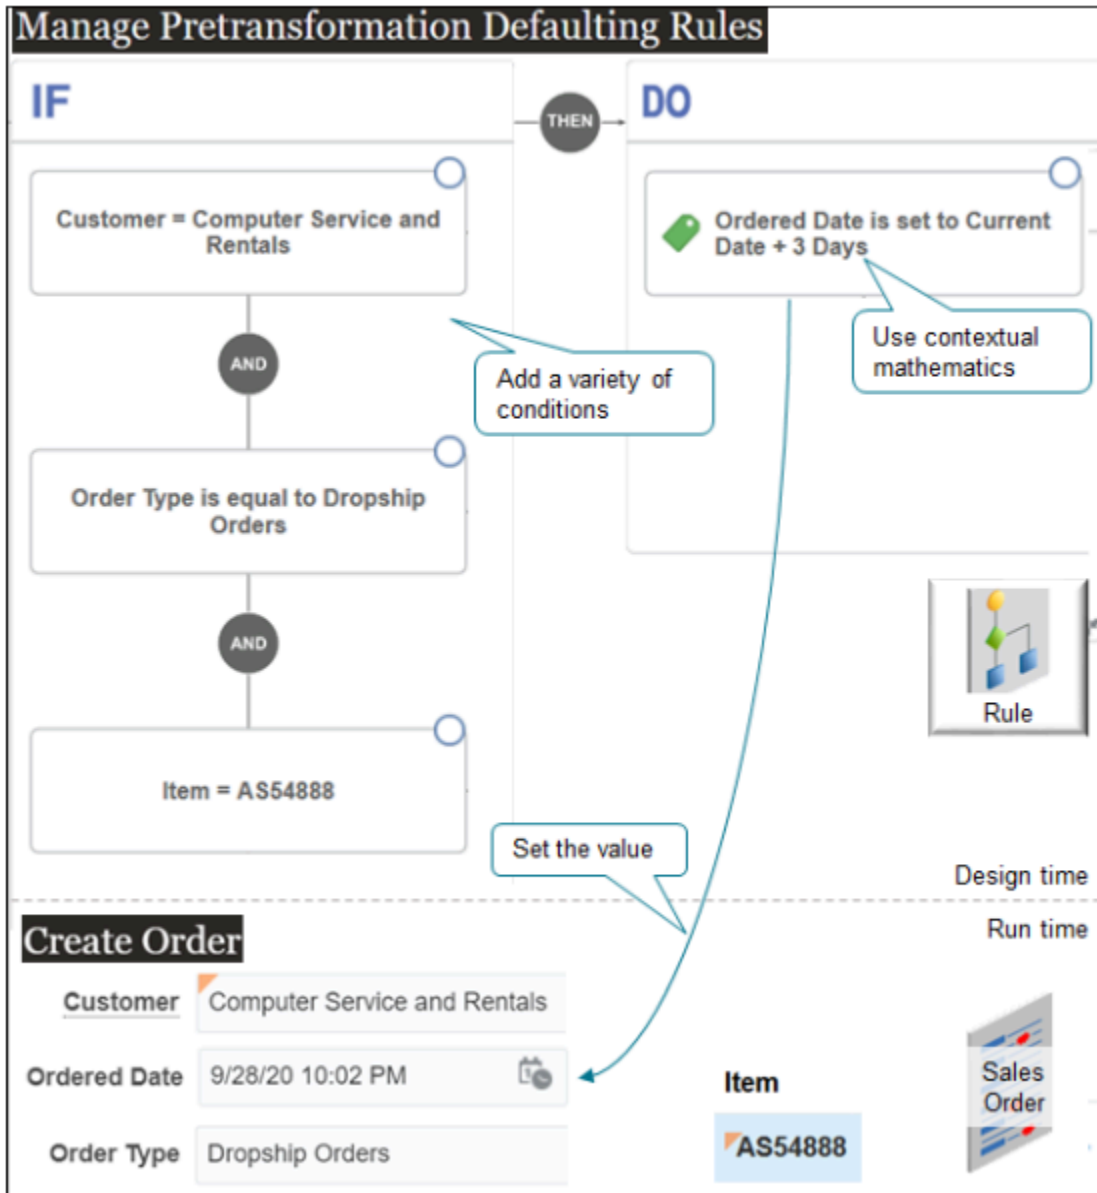 Manage Pretransformation Defaulting Rules
IF
THEN
DO
Customer = Computer Service and
Rentals
Ordered Date is set to Current
Date + 3 Days
Use contextual
mathematics
AND
Add a variety of
conditions
Order Type is equal to Dropship
Orders
AND
Rule
Item = AS54888
Set the value
Design time
Run time
Create Order
Customer
Computer Service and Rentals
Ordered Date
9/28/20 10:02 PM
Item
Sales
Order
Order Type
Dropship Orders
AS54888